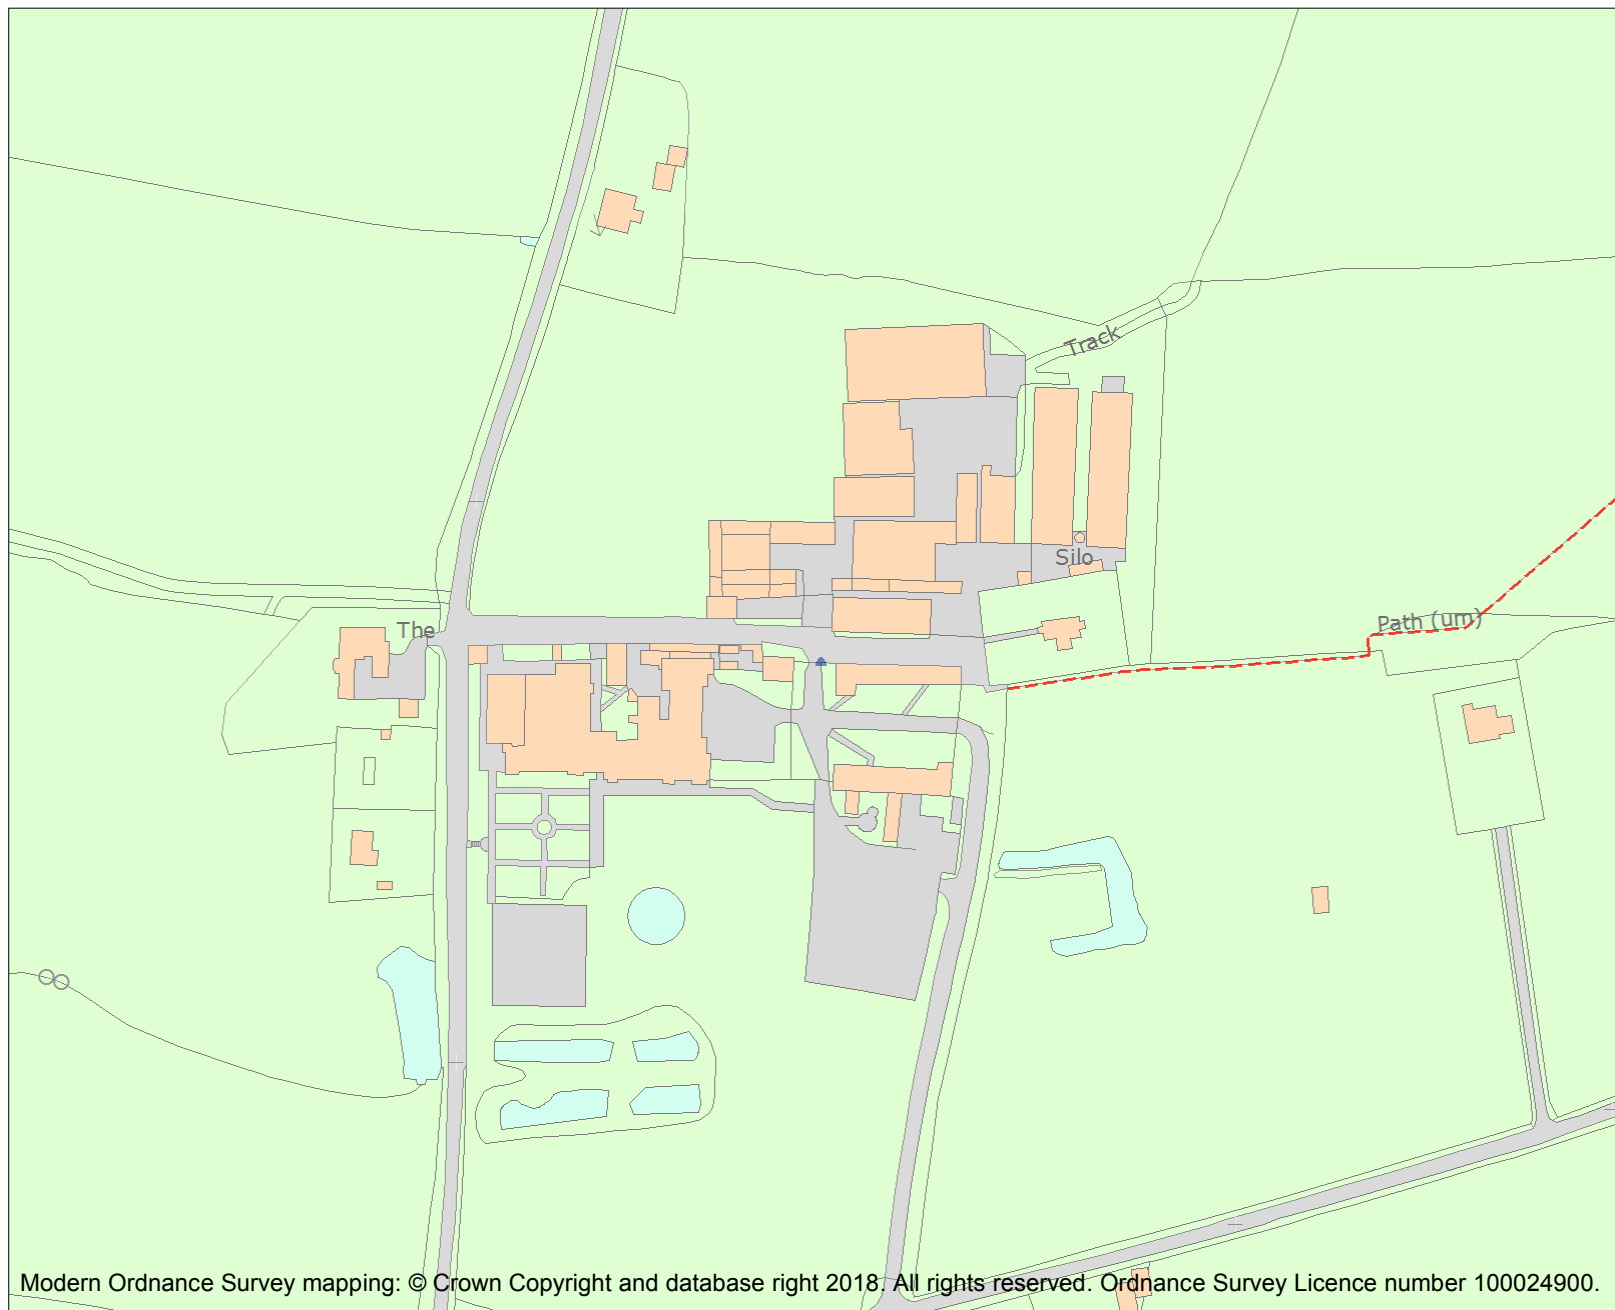 Track
Silo
Path (um)
The
Modern Ordnance Survey mapping: © Crown Copyright and database right 2018. All rights reserved. Ordnance Survey Licence number 100024900.